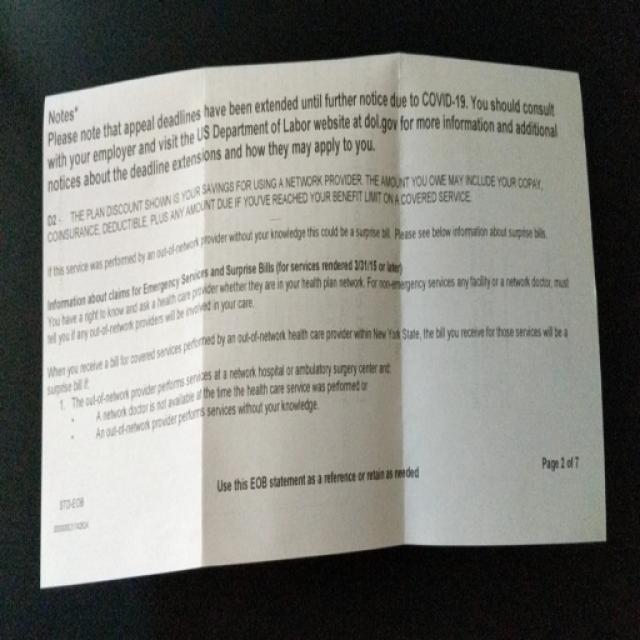 Notes*
Please note that appeal deadlines have been extended until further notice due to COVID-19. You should consult
with your employer and visit the US Department of Labor website at dol.gov for more information and additional
notices about the deadline extensions and how they may apply to you.
D2 - THE PLAN DISCOUNT SHOWN IS YOUR SAVINGS FOR USING A NETWORK PROVIDER. THE AMOUNT YOU OWE MAY INCLUDE YOUR COPAY,
COINSURANCE, DEDUCTIBLE, PLUS ANY AMOUNT DUE IF YOU'VE REACHED YOUR BENEFIT LIMIT ON A COVERED SERVICE.
If this service was performed by an out-of-network provider without your knowledge this could be a surprise bill. Please see below information about surprise bills.
Information about claims for Emergency Services and Surprise Bills (for services rendered 3/31/15 or later)
You have a right to know and ask a health care provider whether they are in your health plan network. For non-emergency services any facility or a network doctor, must
tell you if any out-of-network providers will be involved in your care.
When you receive a bill for covered services performed by an out-of-network health care provider within New York State, the bill you receive for those services will be a
surprise bill if:
1. The out-of-network provider performs services at a network hospital or ambulatory surgery center and:
• A network doctor is not available at the time the health care service was performed or
• An out-of-network provider performs services without your knowledge.
Use this EOB statement as a reference or retain as needed
Page 2 of 7
STD-EOB